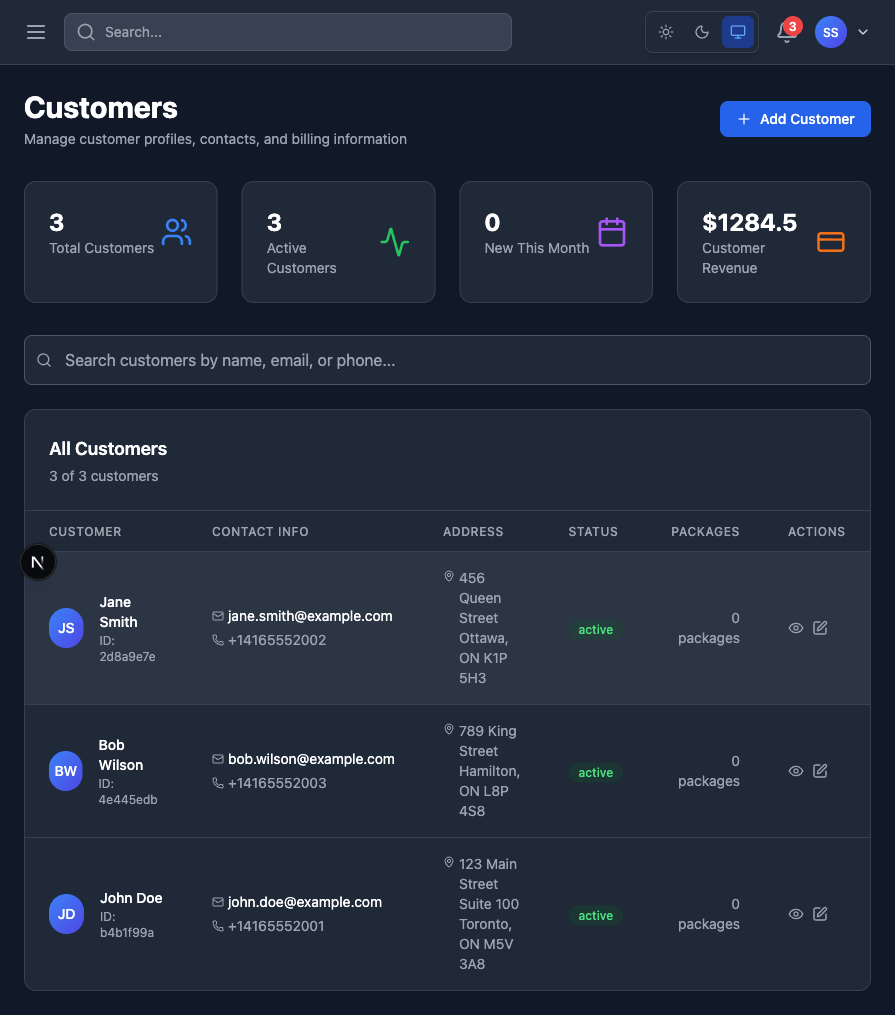 Search...
3
SS
Customers
Manage customer profiles, contacts, and billing information
Add Customer
3
Total Customers
3
Active
Customers
0
New This Month
$1284.5
Customer
Revenue
Search customers by name, email, or phone...
All Customers
3 of 3 customers
CUSTOMER CONTACT INFO ADDRESS STATUS PACKAGES ACTIONS
N
JS
Jane
Smith
ID:
2d8a9e7e
jane.smith@example.com
+14165552002
456
Queen
Street
Ottawa,
ON K1P
5H3
active
0
packages
BW
Bob
Wilson
ID:
4e445edb
bob.wilson@example.com
+14165552003
789 King
Street
Hamilton,
ON L8P
4S8
active
0
packages
JD
John Doe
ID:
b4b1f99a
john.doe@example.com
+14165552001
123 Main
Street
Suite 100
Toronto,
ON M5V
3A8
active
0
packages